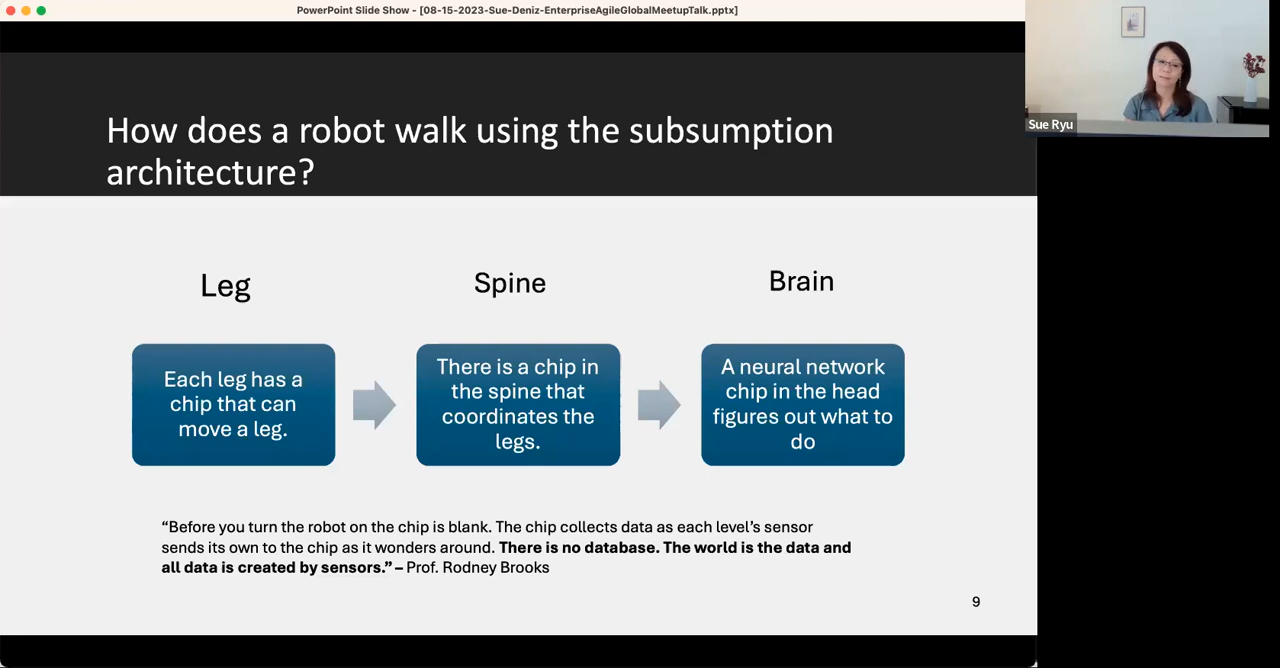 PowerPoint Slide Show - [08-15-2023-Sue-Deniz-EnterpriseAgileGlobalMeetupTalk.pptx]
Sue Ryu
How does a robot walk using the subsumption
architecture?
Leg
Spine
Brain
Each leg has a
chip that can
move a leg.
There is a chip in
the spine that
coordinates the
legs.
A neural network
chip in the head
figures out what to
do
“Before you turn the robot on the chip is blank. The chip collects data as each level’s sensor
sends its own to the chip as it wonders around. There is no database. The world is the data and
all data is created by sensors.” – Prof. Rodney Brooks
9